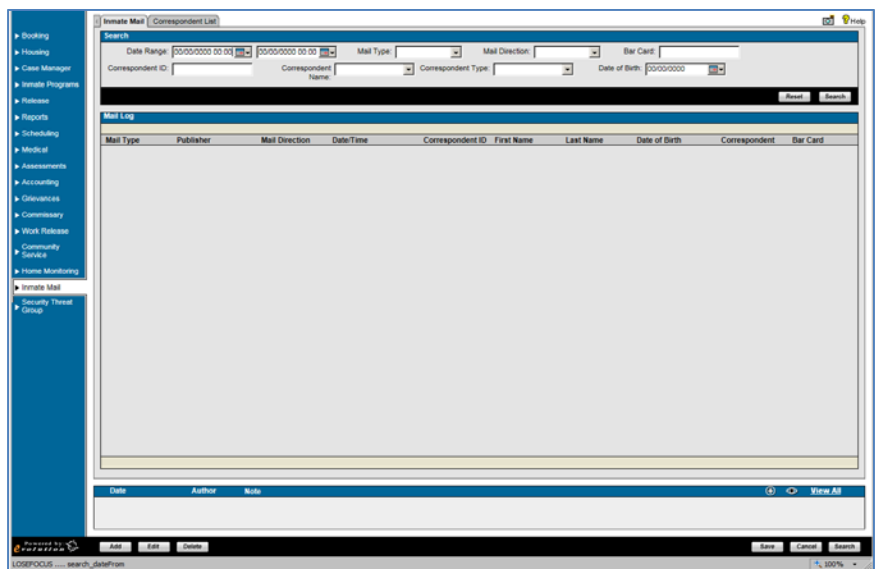 Inmate Mail Correspondent List Help
Search
Date Range: 00/00/0000 00:00 00/00/0000 00:00 Mail Type: Mail Direction: Bar Card:
Correspondent ID: Correspondent Name: Correspondent Type: Date of Birth: 00/00/0000
Reset Search
Booking
Housing
Case Manager
Inmate Programs
Release
Reports
Scheduling
Medical
Assessments
Accounting
Grievances
Commissary
Work Release
Community
Service
Home Monitoring
Inmate Mail
Security Threat
Group
Mail Log
Mail Type Publisher Mail Direction Date/Time Correspondent ID First Name Last Name Date of Birth Correspondent Bar Card
Date Author Note View All
Powered by:
evolution
Add Edit Delete Save Cancel Search
LOSEFOCUS ..... search_dateFrom 100%